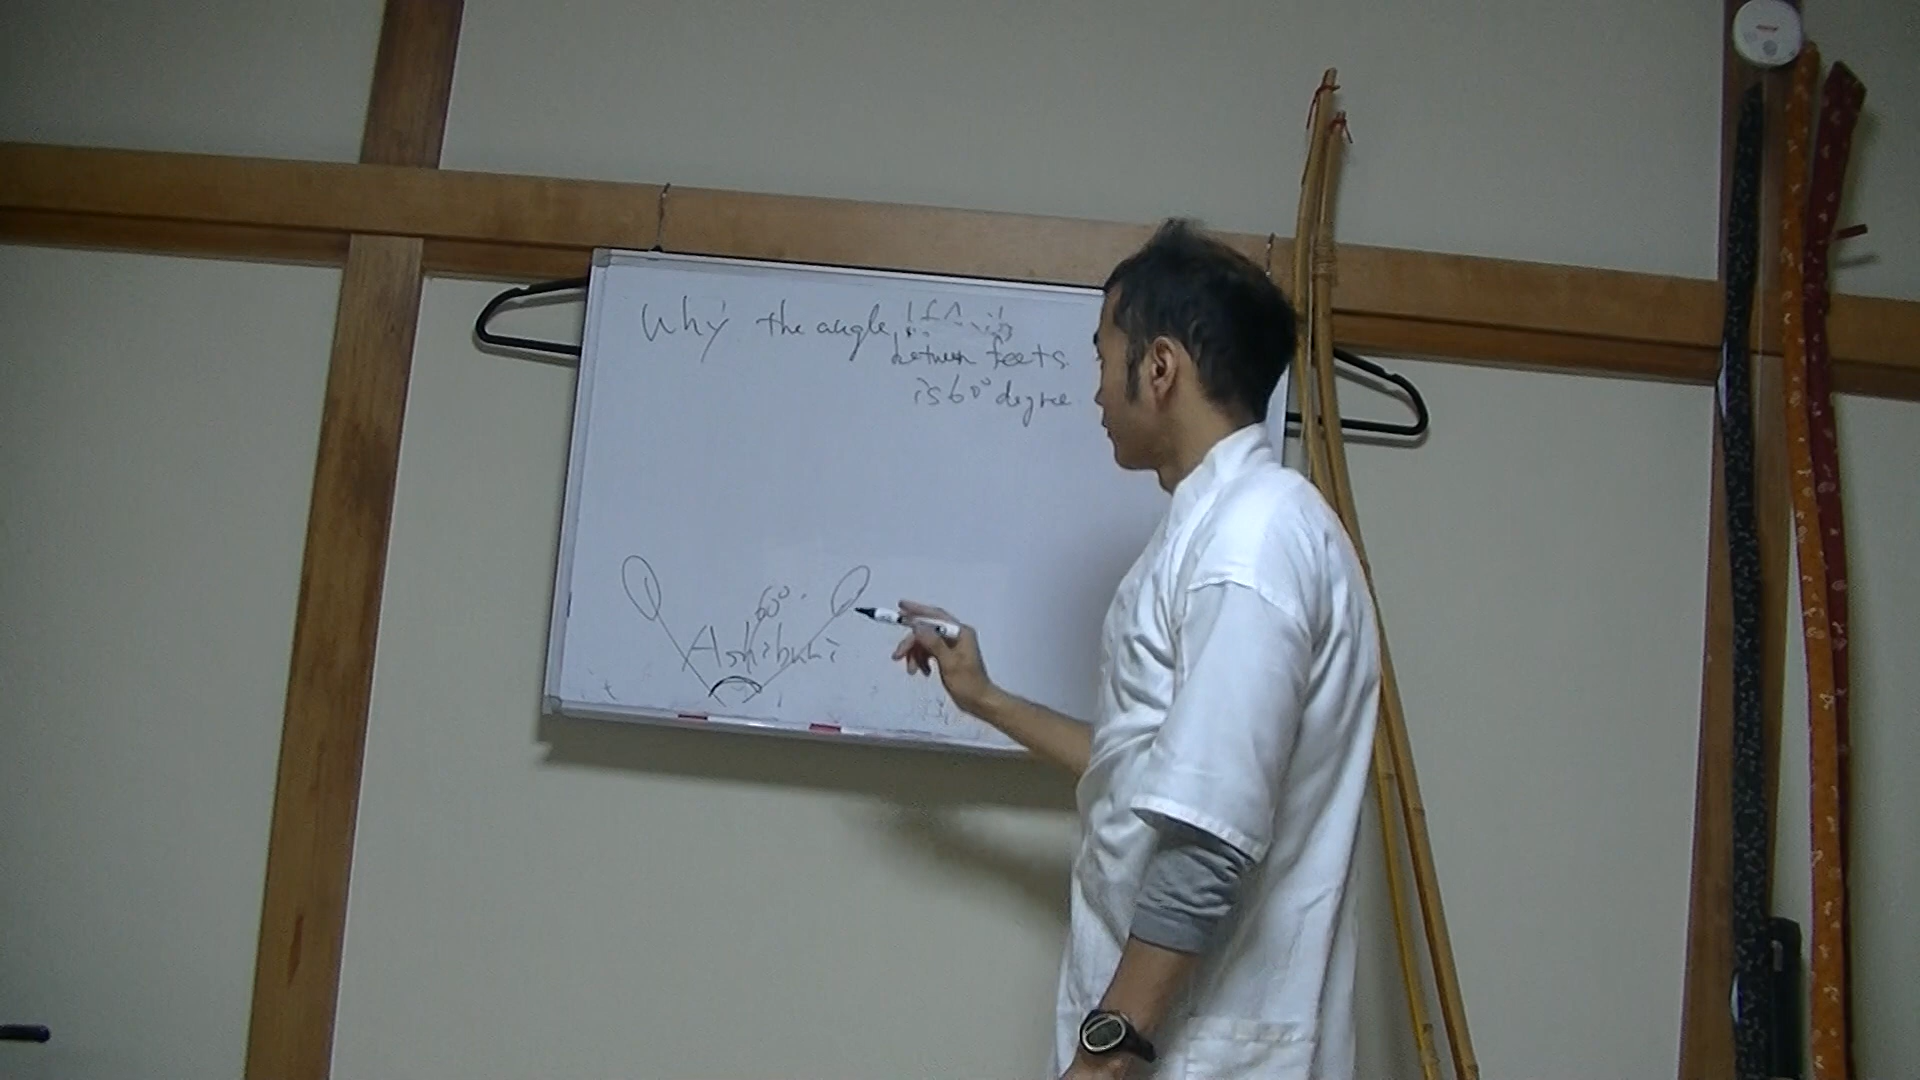 Why the angle
between feets
is 60° degree
60°
Ashibumi